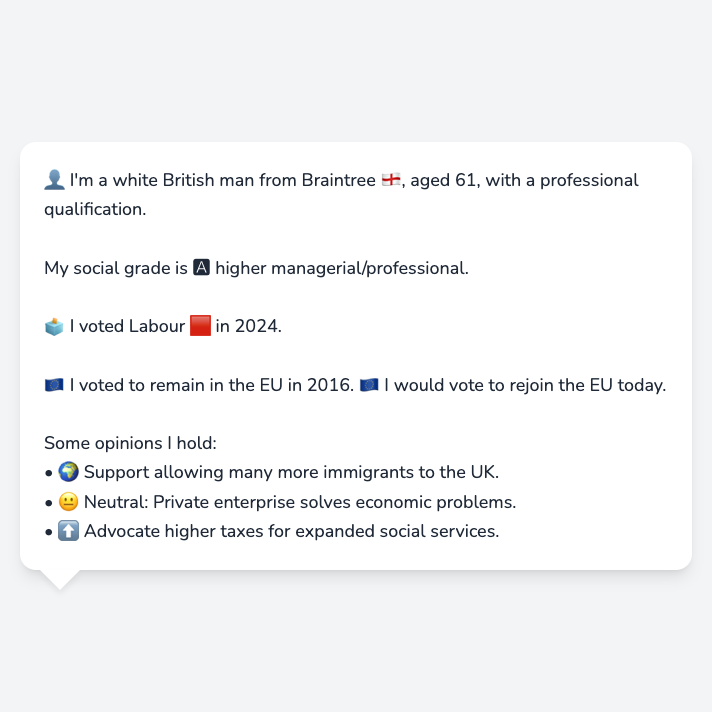 👤 I'm a white British man from Braintree 🏴󠁧󠁢󠁥󠁮󠁧󠁿, aged 61, with a professional
qualification.
My social grade is 🅰 higher managerial/professional.
🗳️ I voted Labour 🟥 in 2024.
🇪🇺 I voted to remain in the EU in 2016. 🇪🇺 I would vote to rejoin the EU today.
Some opinions I hold:
• 🌍 Support allowing many more immigrants to the UK.
• 😐 Neutral: Private enterprise solves economic problems.
• ⬆️ Advocate higher taxes for expanded social services.